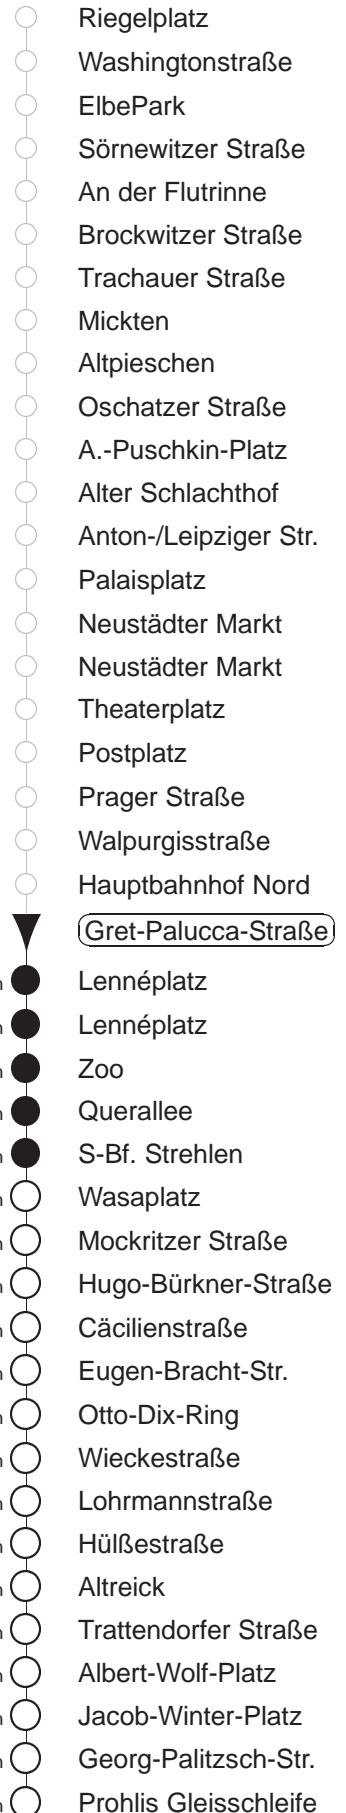 Riegelplatz
Washingtonstraße
ElbePark
Sörnewitzer Straße
An der Flutrinne
Brockwitzer Straße
Trachauer Straße
Mickten
Altpieschen
Oschatzer Straße
A.-Puschkin-Platz
Alter Schlachthof
Anton-/Leipziger Str.
Palaisplatz
Neustädter Markt
Neustädter Markt
Theaterplatz
Postplatz
Prager Straße
Walpurgisstraße
Hauptbahnhof Nord
Gret-Palucca-Straße
Lennéplatz
Lennéplatz
Zoo
Querallee
S-Bf. Strehlen
Wasaplatz
Mockritzer Straße
Hugo-Bürkner-Straße
Cäcilienstraße
Eugen-Bracht-Str.
Otto-Dix-Ring
Wieckestraße
Lohrmannstraße
Hülßestraße
Altreick
Trattendorfer Straße
Albert-Wolf-Platz
Jacob-Winter-Platz
Georg-Palitzsch-Str.
Prohlis Gleisschleife